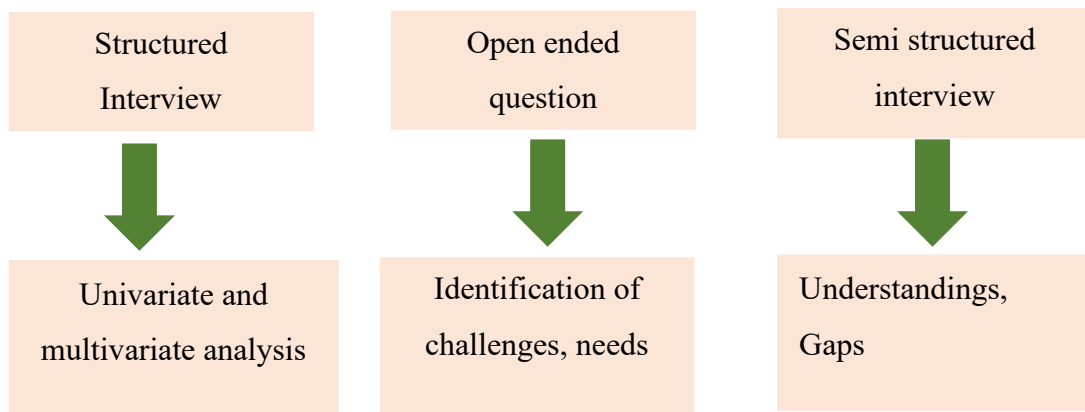 Structured
Interview
Open ended
question
Semi structured
interview
Univariate and
multivariate analysis
Identification of
challenges, needs
Understandings,
Gaps